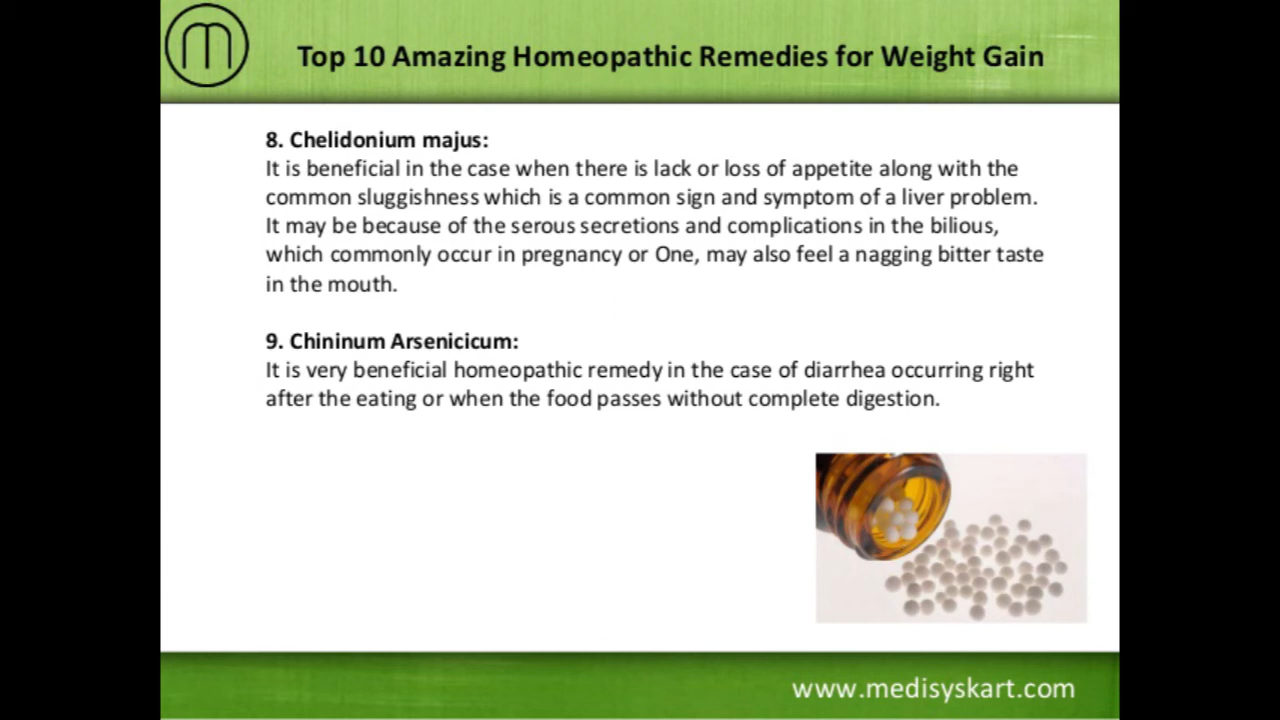 Top 10 Amazing Homeopathic Remedies for Weight Gain
8. Chelidonium majus:
It is beneficial in the case when there is lack or loss of appetite along with the
common sluggishness which is a common sign and symptom of a liver problem.
It may be because of the serous secretions and complications in the bilious,
which commonly occur in pregnancy or One, may also feel a nagging bitter taste
in the mouth.
9. Chininum Arsenicicum:
It is very beneficial homeopathic remedy in the case of diarrhea occurring right
after the eating or when the food passes without complete digestion.
www.medisyskart.com